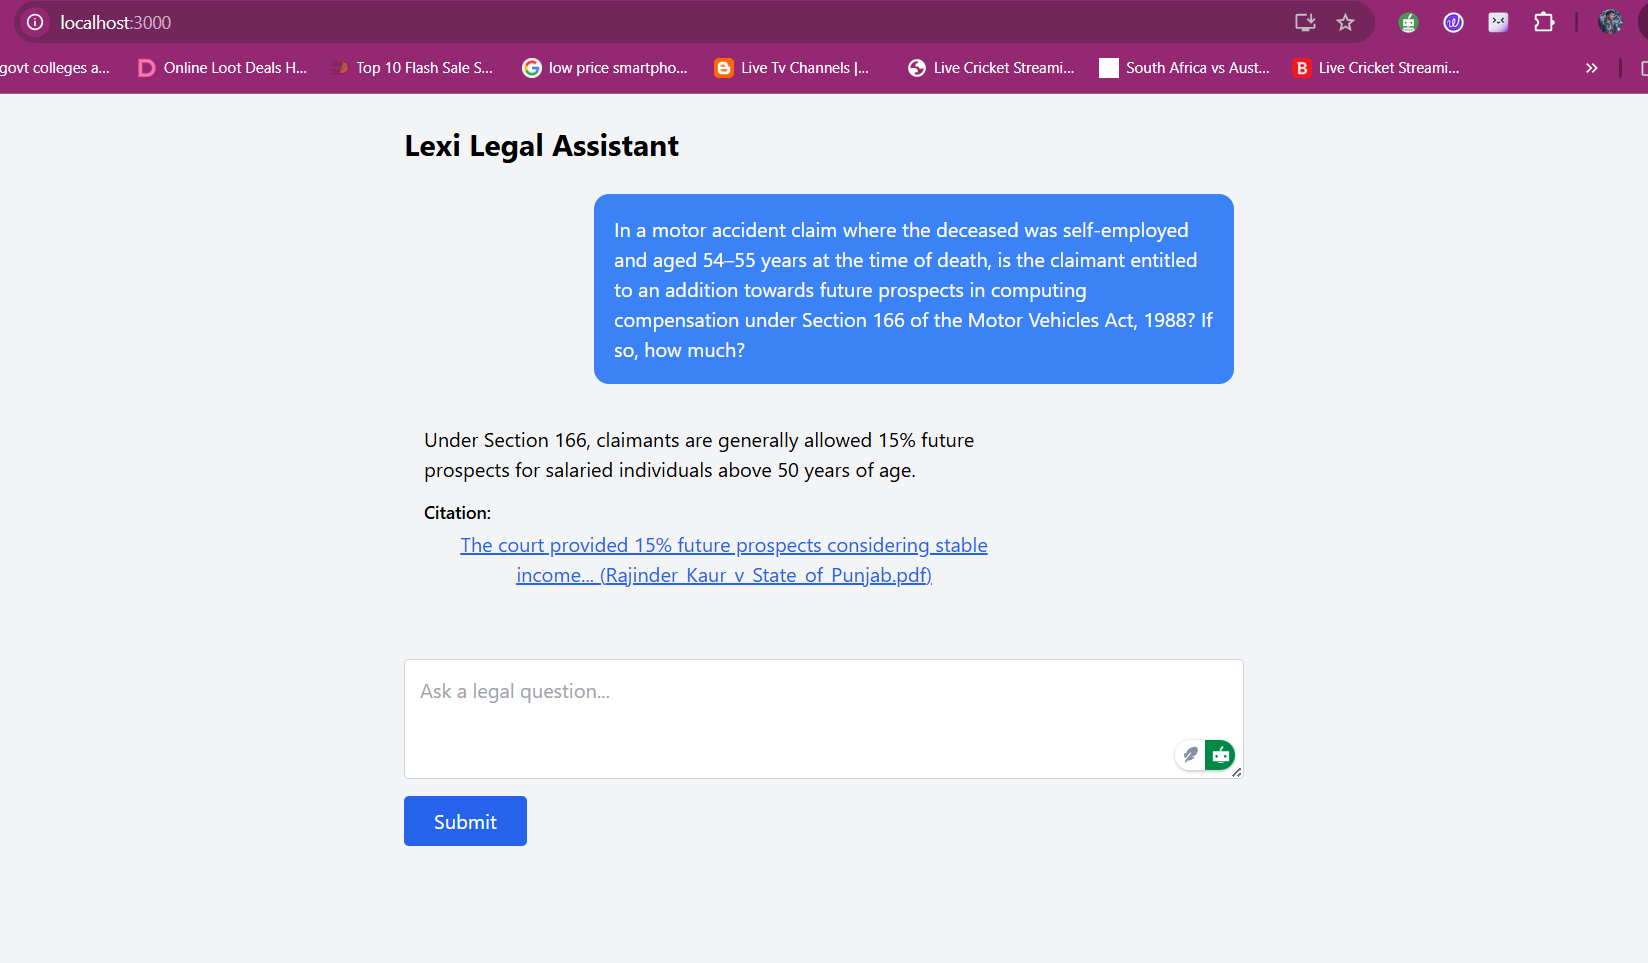 localhost:3000
govt colleges a...
Online Loot Deals H...
Top 10 Flash Sale S...
low price smartpho...
Live Tv Channels |...
Live Cricket Streami...
South Africa vs Aust...
Live Cricket Streami...
Lexi Legal Assistant
In a motor accident claim where the deceased was self-employed
and aged 54–55 years at the time of death, is the claimant entitled
to an addition towards future prospects in computing
compensation under Section 166 of the Motor Vehicles Act, 1988? If
so, how much?
Under Section 166, claimants are generally allowed 15% future
prospects for salaried individuals above 50 years of age.
Citation:
The court provided 15% future prospects considering stable
income... (Rajinder_Kaur_v_State_of_Punjab.pdf)
Ask a legal question...
Submit